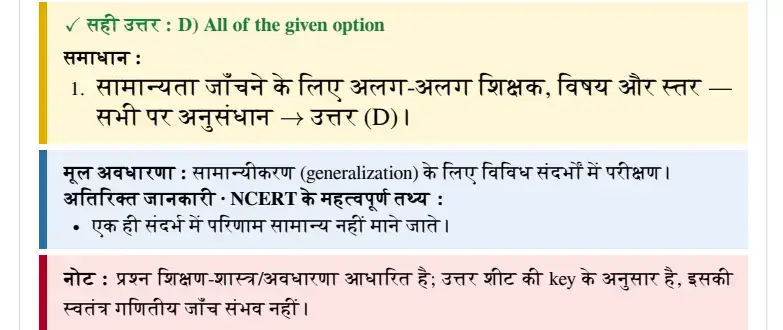 ✓ सही उत्तर : D) All of the given option
समाधान :
1. सामान्यता जाँचने के लिए अलग-अलग शिक्षक, विषय और स्तर —
सभी पर अनुसंधान → उत्तर (D)।
मूल अवधारणा : सामान्यीकरण (generalization) के लिए विविध संदर्भों में परीक्षण।
अतिरिक्त जानकारी · NCERT के महत्वपूर्ण तथ्य :
• एक ही संदर्भ में परिणाम सामान्य नहीं माने जाते।
नोट : प्रश्न शिक्षण-शास्त्र/अवधारणा आधारित है; उत्तर शीट की key के अनुसार है, इसकी
स्वतंत्र गणितीय जाँच संभव नहीं।